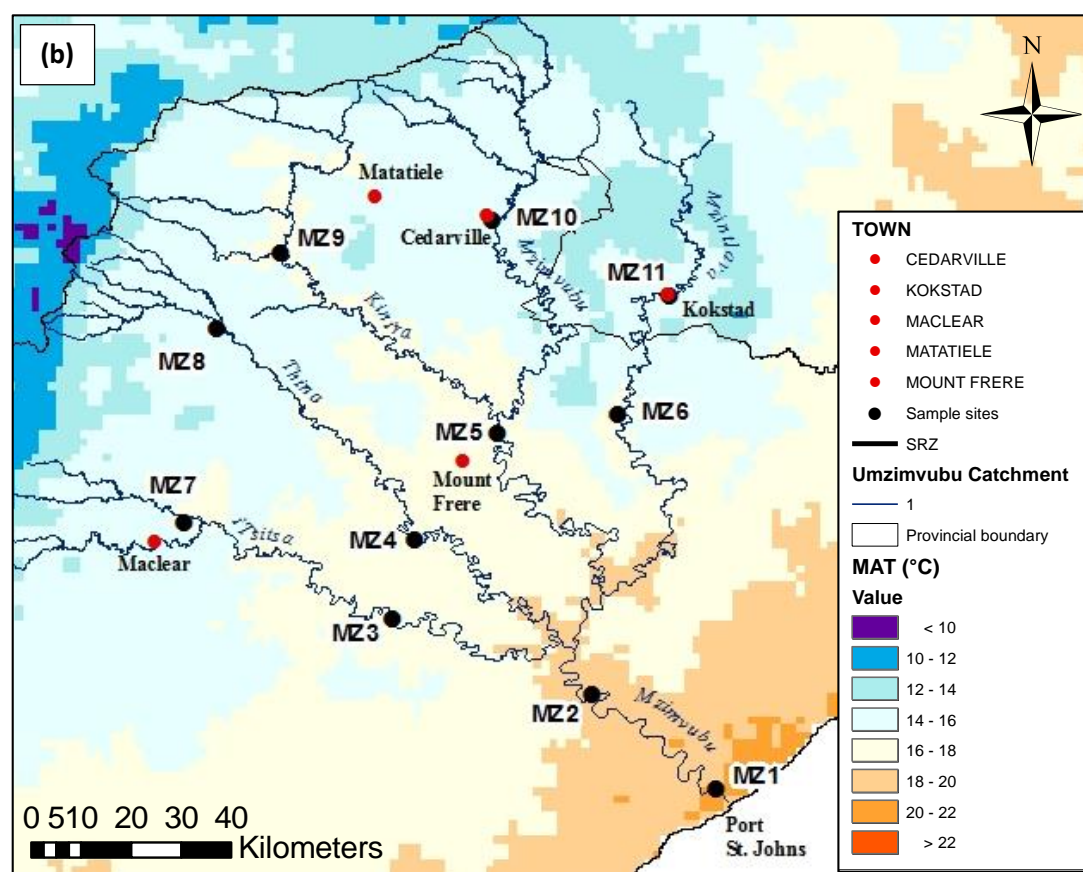 (b)
N
Matatiele
MZ10
Cedarville
MZ9
Mzimvubu
Mzintlava
MZ11
Kokstad
Kinira
MZ8
Thina
MZ6
MZ5
Mount
Frere
MZ7
iTsitsa
Maclear
MZ4
MZ3
MZ2
Mzimvubu
MZ1
Port
St. Johns
0 5 10 20 30 40
Kilometers
TOWN
CEDARVILLE
KOKSTAD
MACLEAR
MATATIELE
MOUNT FRERE
Sample sites
SRZ
Umzimvubu Catchment
1
Provincial boundary
MAT (°C)
Value
< 10
10 - 12
12 - 14
14 - 16
16 - 18
18 - 20
20 - 22
> 22